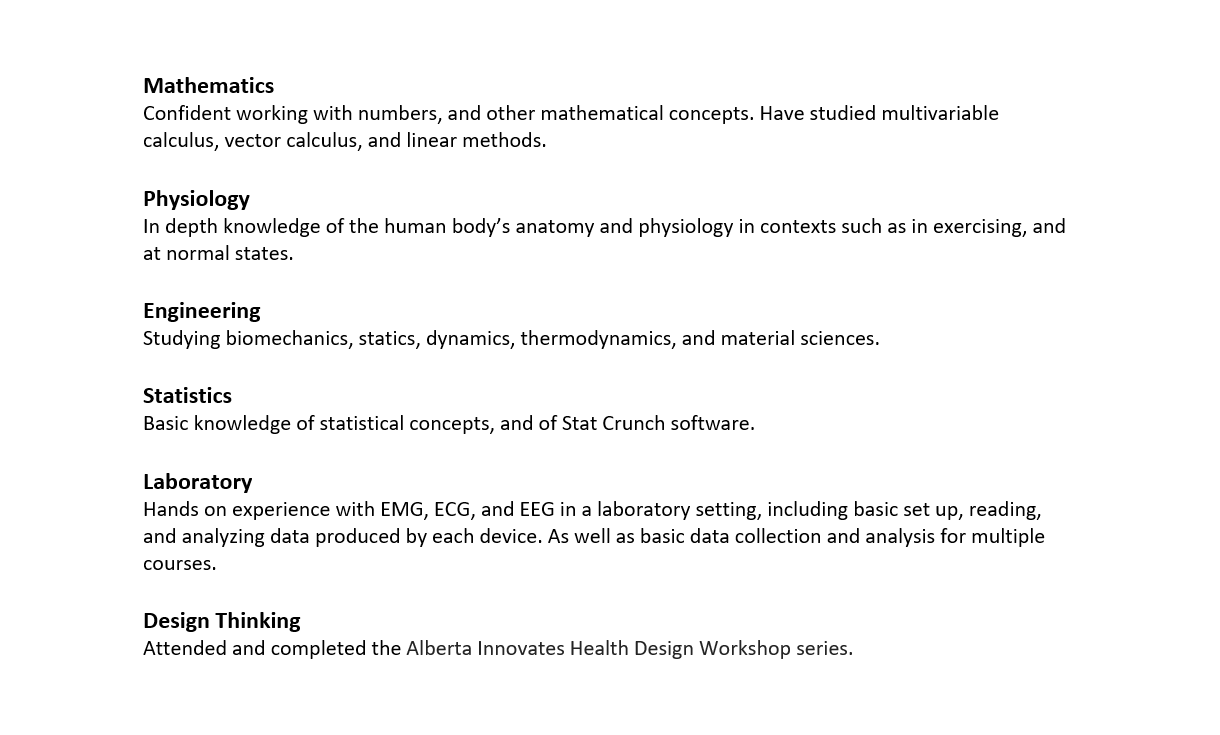 Mathematics
Confident working with numbers, and other mathematical concepts. Have studied multivariable
calculus, vector calculus, and linear methods.
Physiology
In depth knowledge of the human body’s anatomy and physiology in contexts such as in exercising, and
at normal states.
Engineering
Studying biomechanics, statics, dynamics, thermodynamics, and material sciences.
Statistics
Basic knowledge of statistical concepts, and of Stat Crunch software.
Laboratory
Hands on experience with EMG, ECG, and EEG in a laboratory setting, including basic set up, reading,
and analyzing data produced by each device. As well as basic data collection and analysis for multiple
courses.
Design Thinking
Attended and completed the Alberta Innovates Health Design Workshop series.